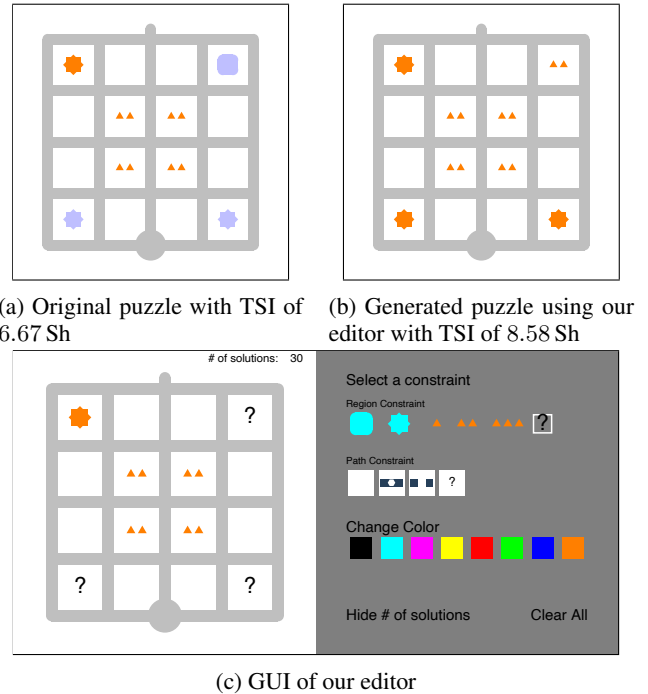 (a) Original puzzle with TSI of
6.67 Sh
(b) Generated puzzle using our
editor with TSI of 8.58 Sh
# of solutions: 30
?
? ?
Select a constraint
Region Constraint
?
Path Constraint
?
Change Color
Hide # of solutions Clear All
(c) GUI of our editor